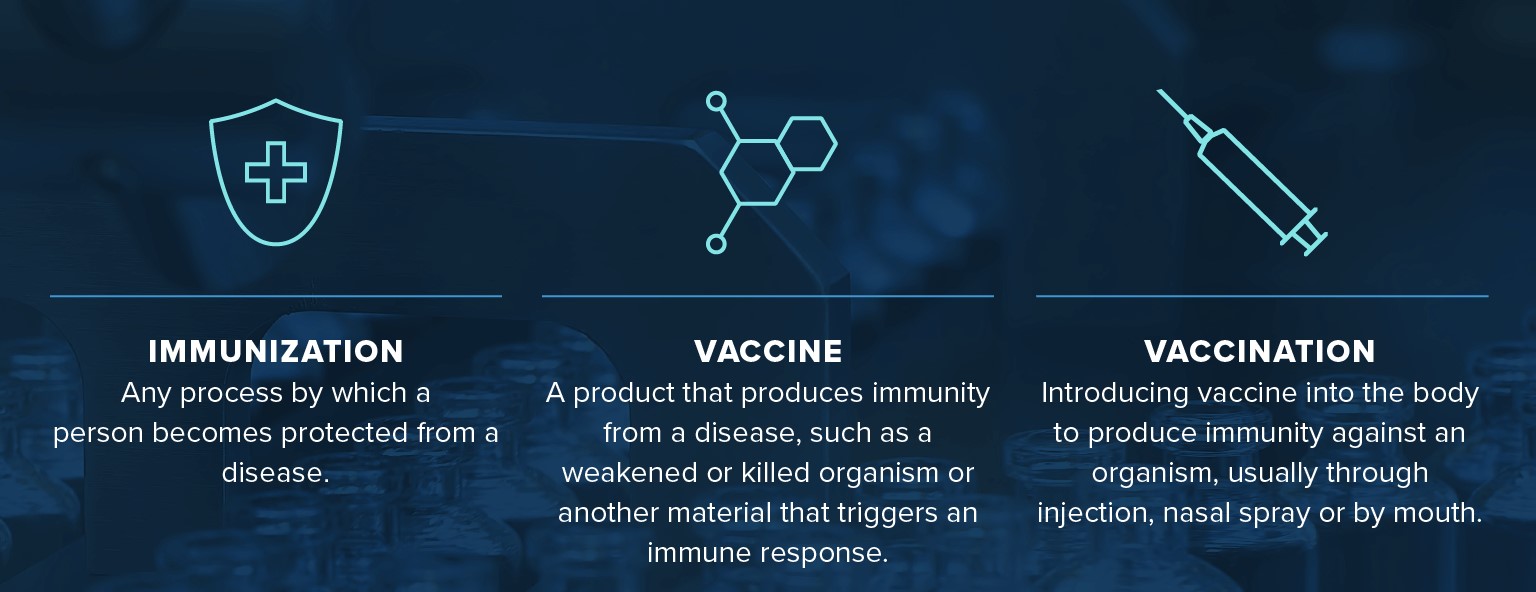 IMMUNIZATION
Any process by which a
person becomes protected from a
disease.
VACCINE
A product that produces immunity
from a disease, such as a
weakened or killed organism or
another material that triggers an
immune response.
VACCINATION
Introducing vaccine into the body
to produce immunity against an
organism, usually through
injection, nasal spray or by mouth.